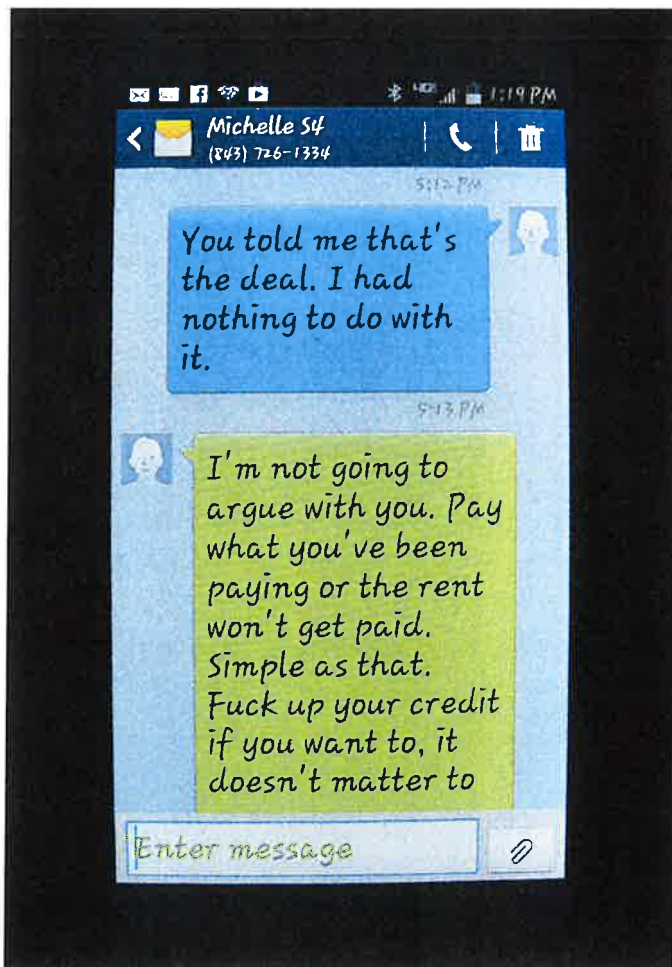 1:19 PM
Michelle S4
(843) 726-1334
5:12 PM
You told me that's
the deal. I had
nothing to do with
it.
5:13 PM
I'm not going to
argue with you. Pay
what you've been
paying or the rent
won't get paid.
Simple as that.
Fuck up your credit
if you want to, it
doesn't matter to
Enter message